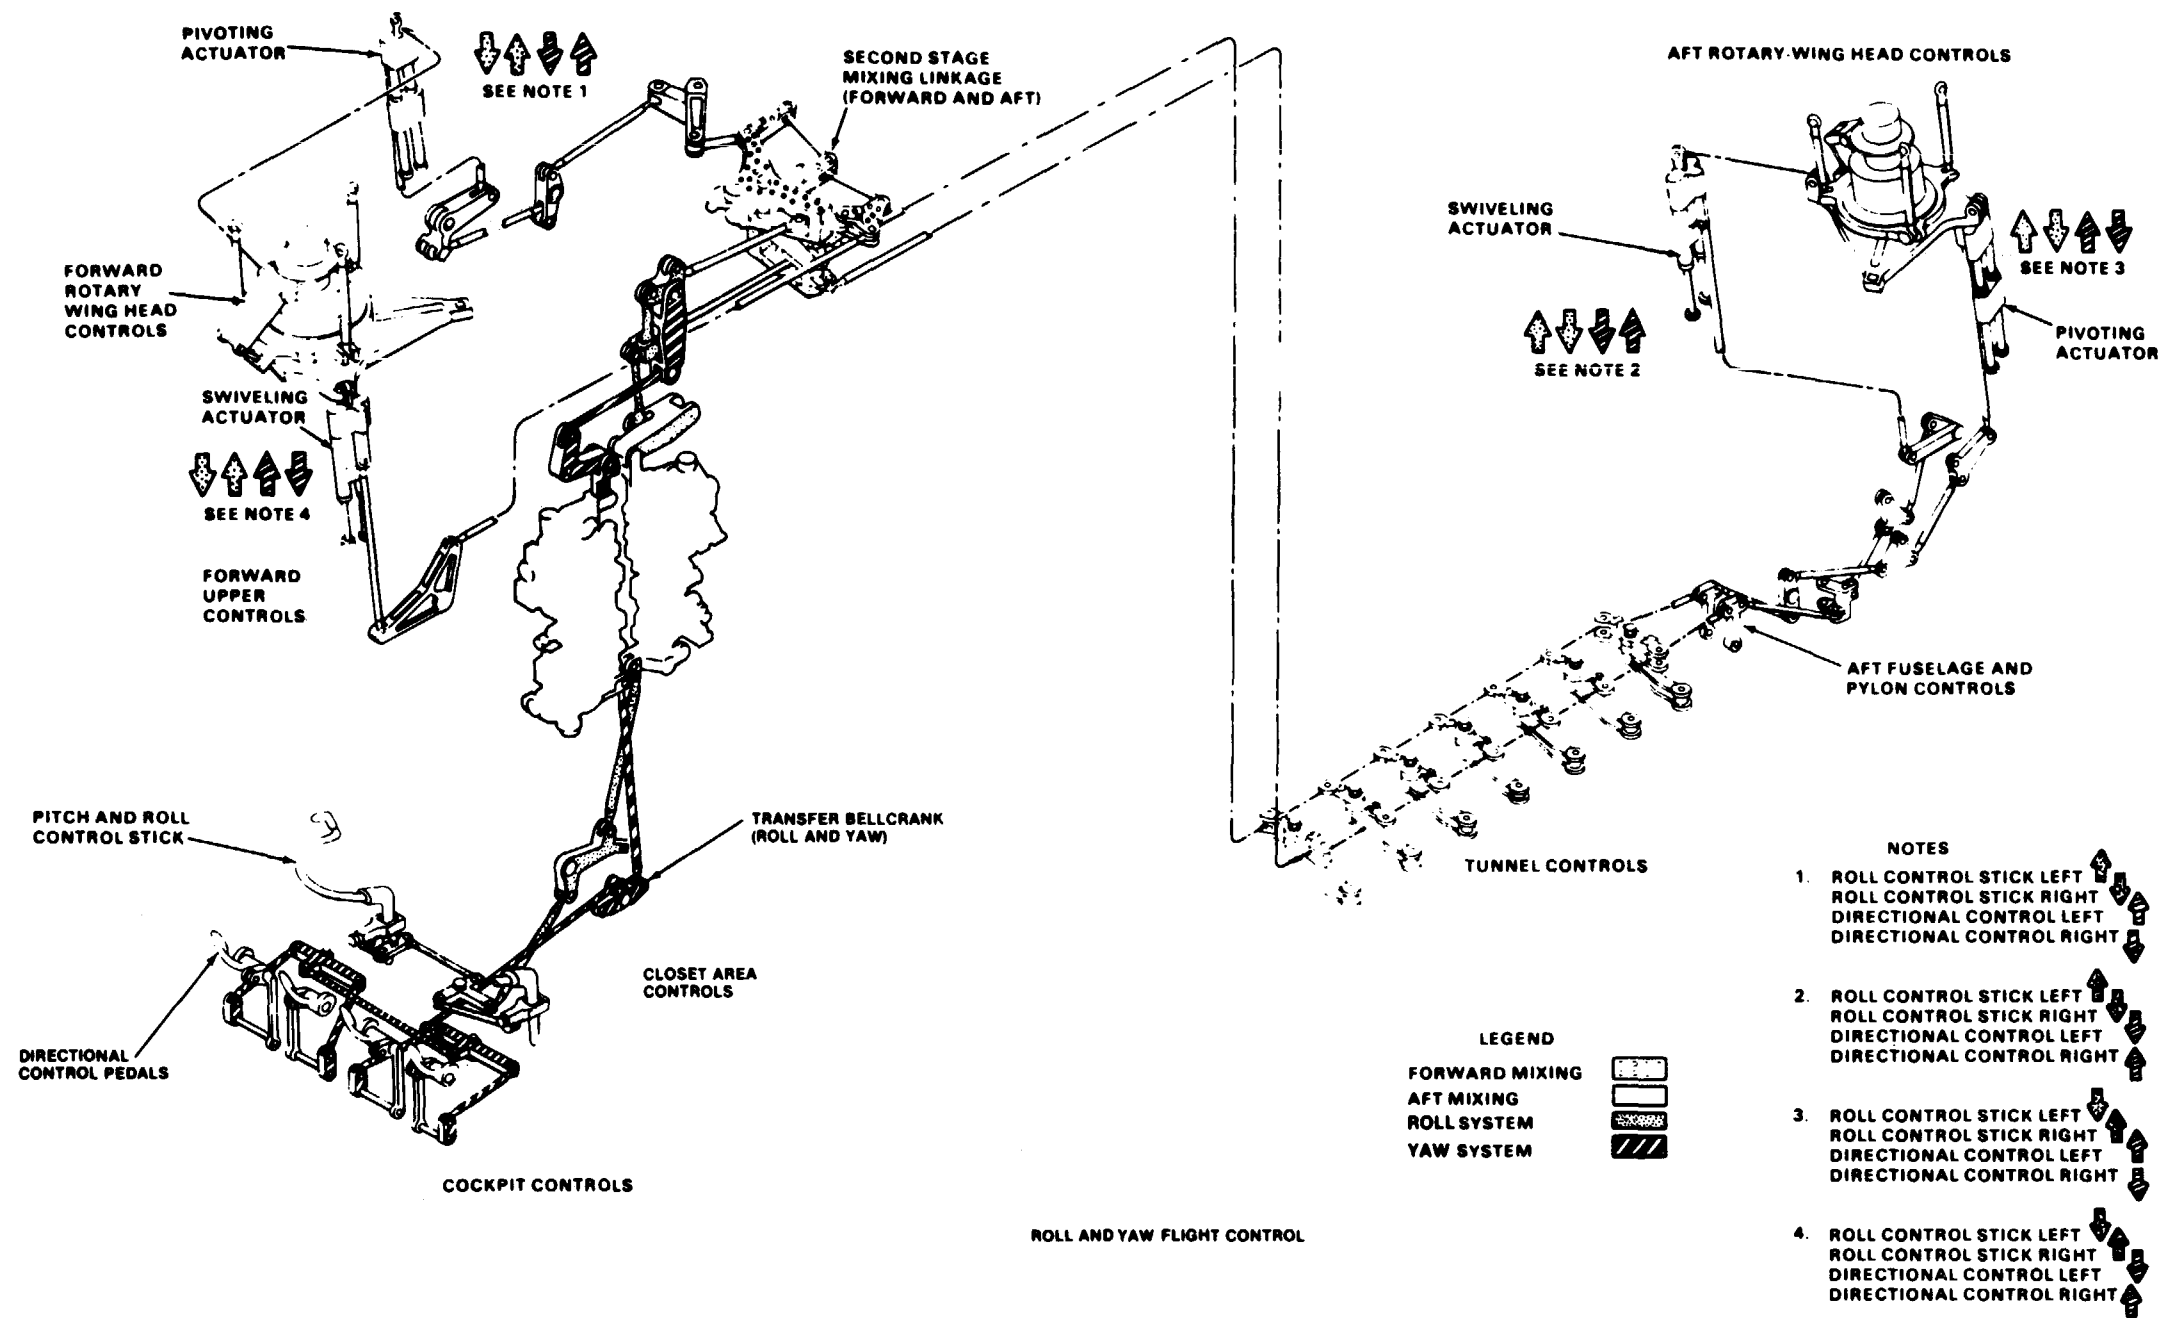 PIVOTING
ACTUATOR
SEE NOTE 1
SECOND STAGE
MIXING LINKAGE
(FORWARD AND AFT)
AFT ROTARY-WING HEAD CONTROLS
SWIVELING
ACTUATOR
SEE NOTE 3
FORWARD
ROTARY
WING HEAD
CONTROLS
PIVOTING
ACTUATOR
SEE NOTE 2
SWIVELING
ACTUATOR
SEE NOTE 4
FORWARD
UPPER
CONTROLS
AFT FUSELAGE AND
PYLON CONTROLS
PITCH AND ROLL
CONTROL STICK
TRANSFER BELLCRANK
(ROLL AND YAW)
TUNNEL CONTROLS
CLOSET AREA
CONTROLS
DIRECTIONAL
CONTROL PEDALS
COCKPIT CONTROLS
LEGEND
FORWARD MIXING
AFT MIXING
ROLL SYSTEM
YAW SYSTEM
ROLL AND YAW FLIGHT CONTROL
NOTES
1. ROLL CONTROL STICK LEFT
ROLL CONTROL STICK RIGHT
DIRECTIONAL CONTROL LEFT
DIRECTIONAL CONTROL RIGHT
2. ROLL CONTROL STICK LEFT
ROLL CONTROL STICK RIGHT
DIRECTIONAL CONTROL LEFT
DIRECTIONAL CONTROL RIGHT
3. ROLL CONTROL STICK LEFT
ROLL CONTROL STICK RIGHT
DIRECTIONAL CONTROL LEFT
DIRECTIONAL CONTROL RIGHT
4. ROLL CONTROL STICK LEFT
ROLL CONTROL STICK RIGHT
DIRECTIONAL CONTROL LEFT
DIRECTIONAL CONTROL RIGHT